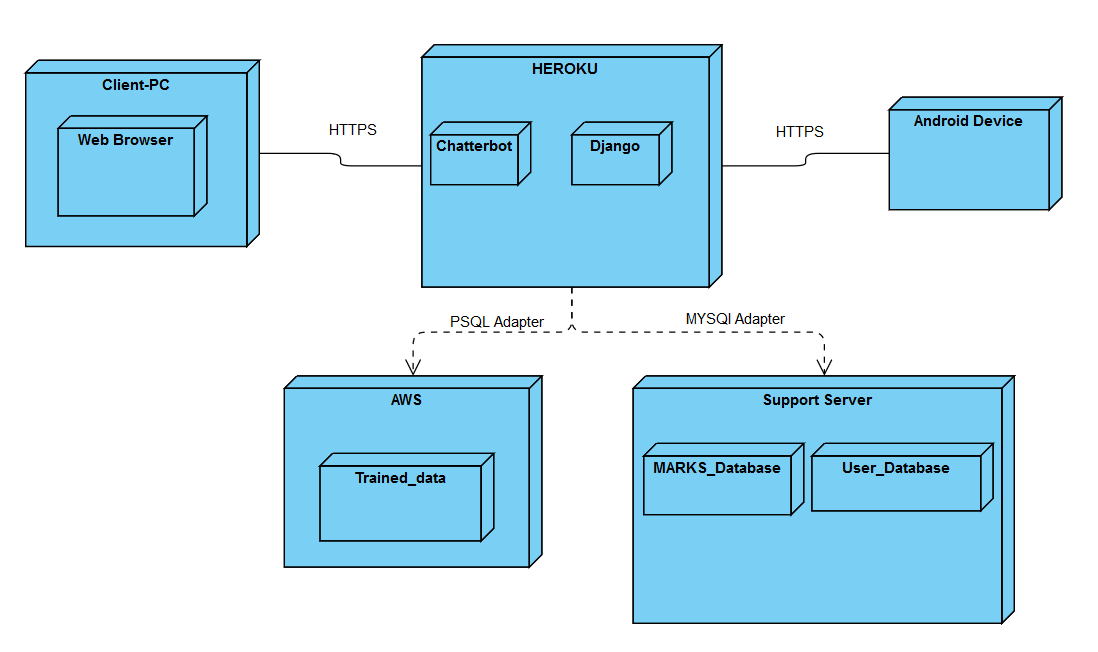 HEROKU
Client-PC
Web Browser
HTTPS
Chatterbot
Django
HTTPS
Android Device
PSQL Adapter
MYSQl Adapter
AWS
Trained_data
Support Server
MARKS_Database
User_Database